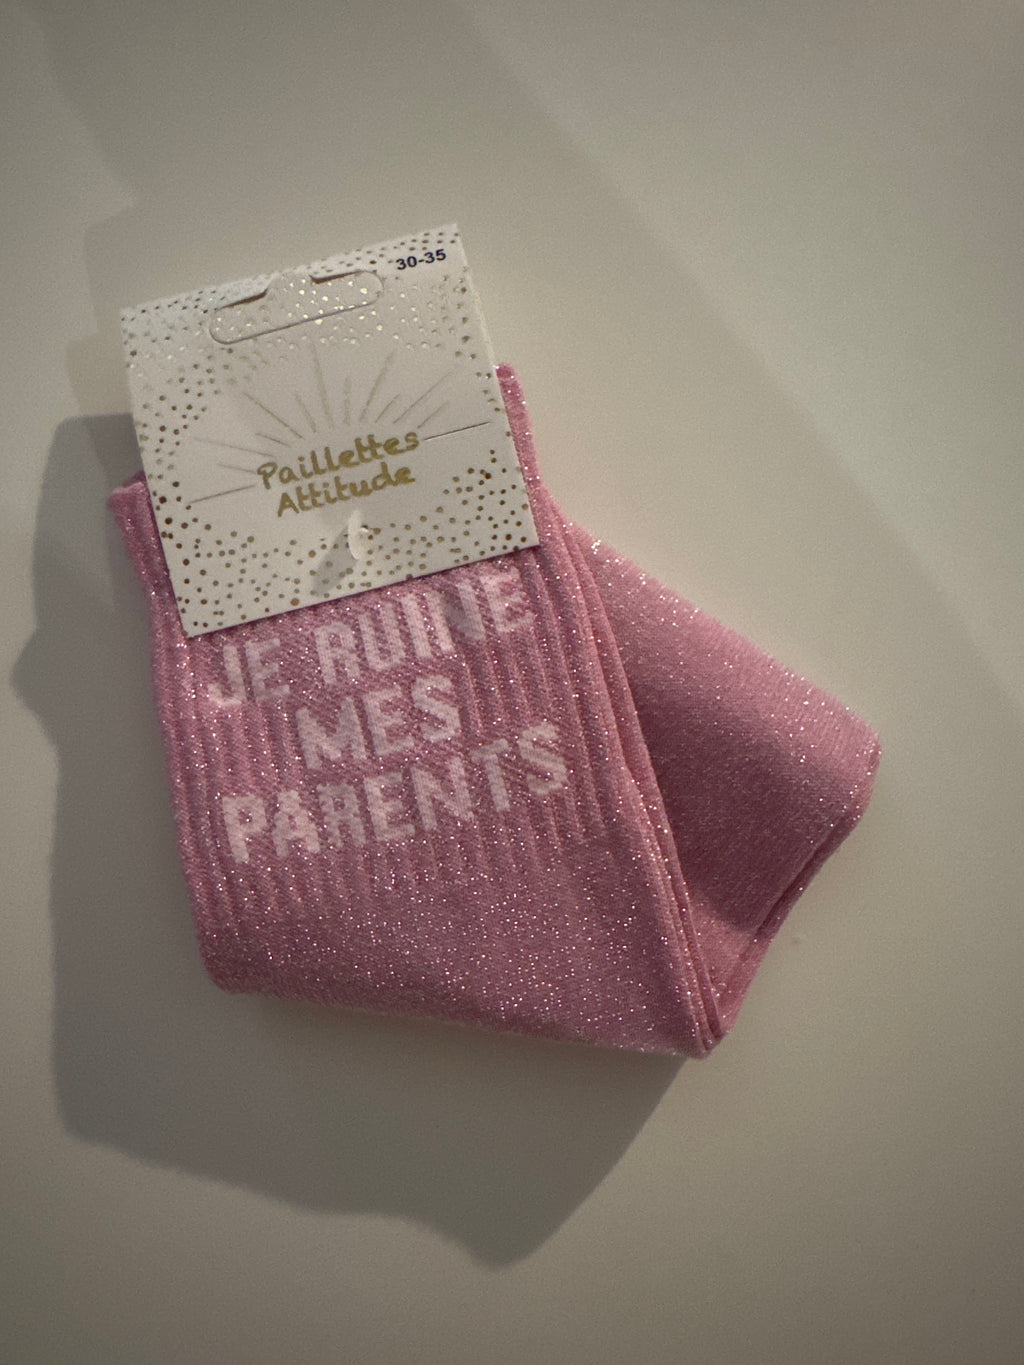 30-35
Paillettes
Attitude
JE RUINE
MES
PARENTS